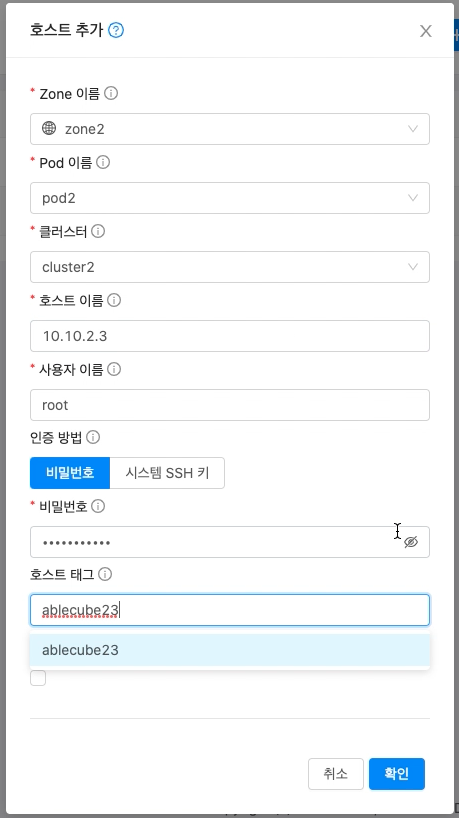 호스트 추가
* Zone 이름
zone2
* Pod 이름
pod2
* 클러스터
cluster2
* 호스트 이름
10.10.2.3
* 사용자 이름
root
인증 방법
비밀번호
시스템 SSH 키
* 비밀번호
•••••••••••
호스트 태그
ablecube23
ablecube23
취소
확인